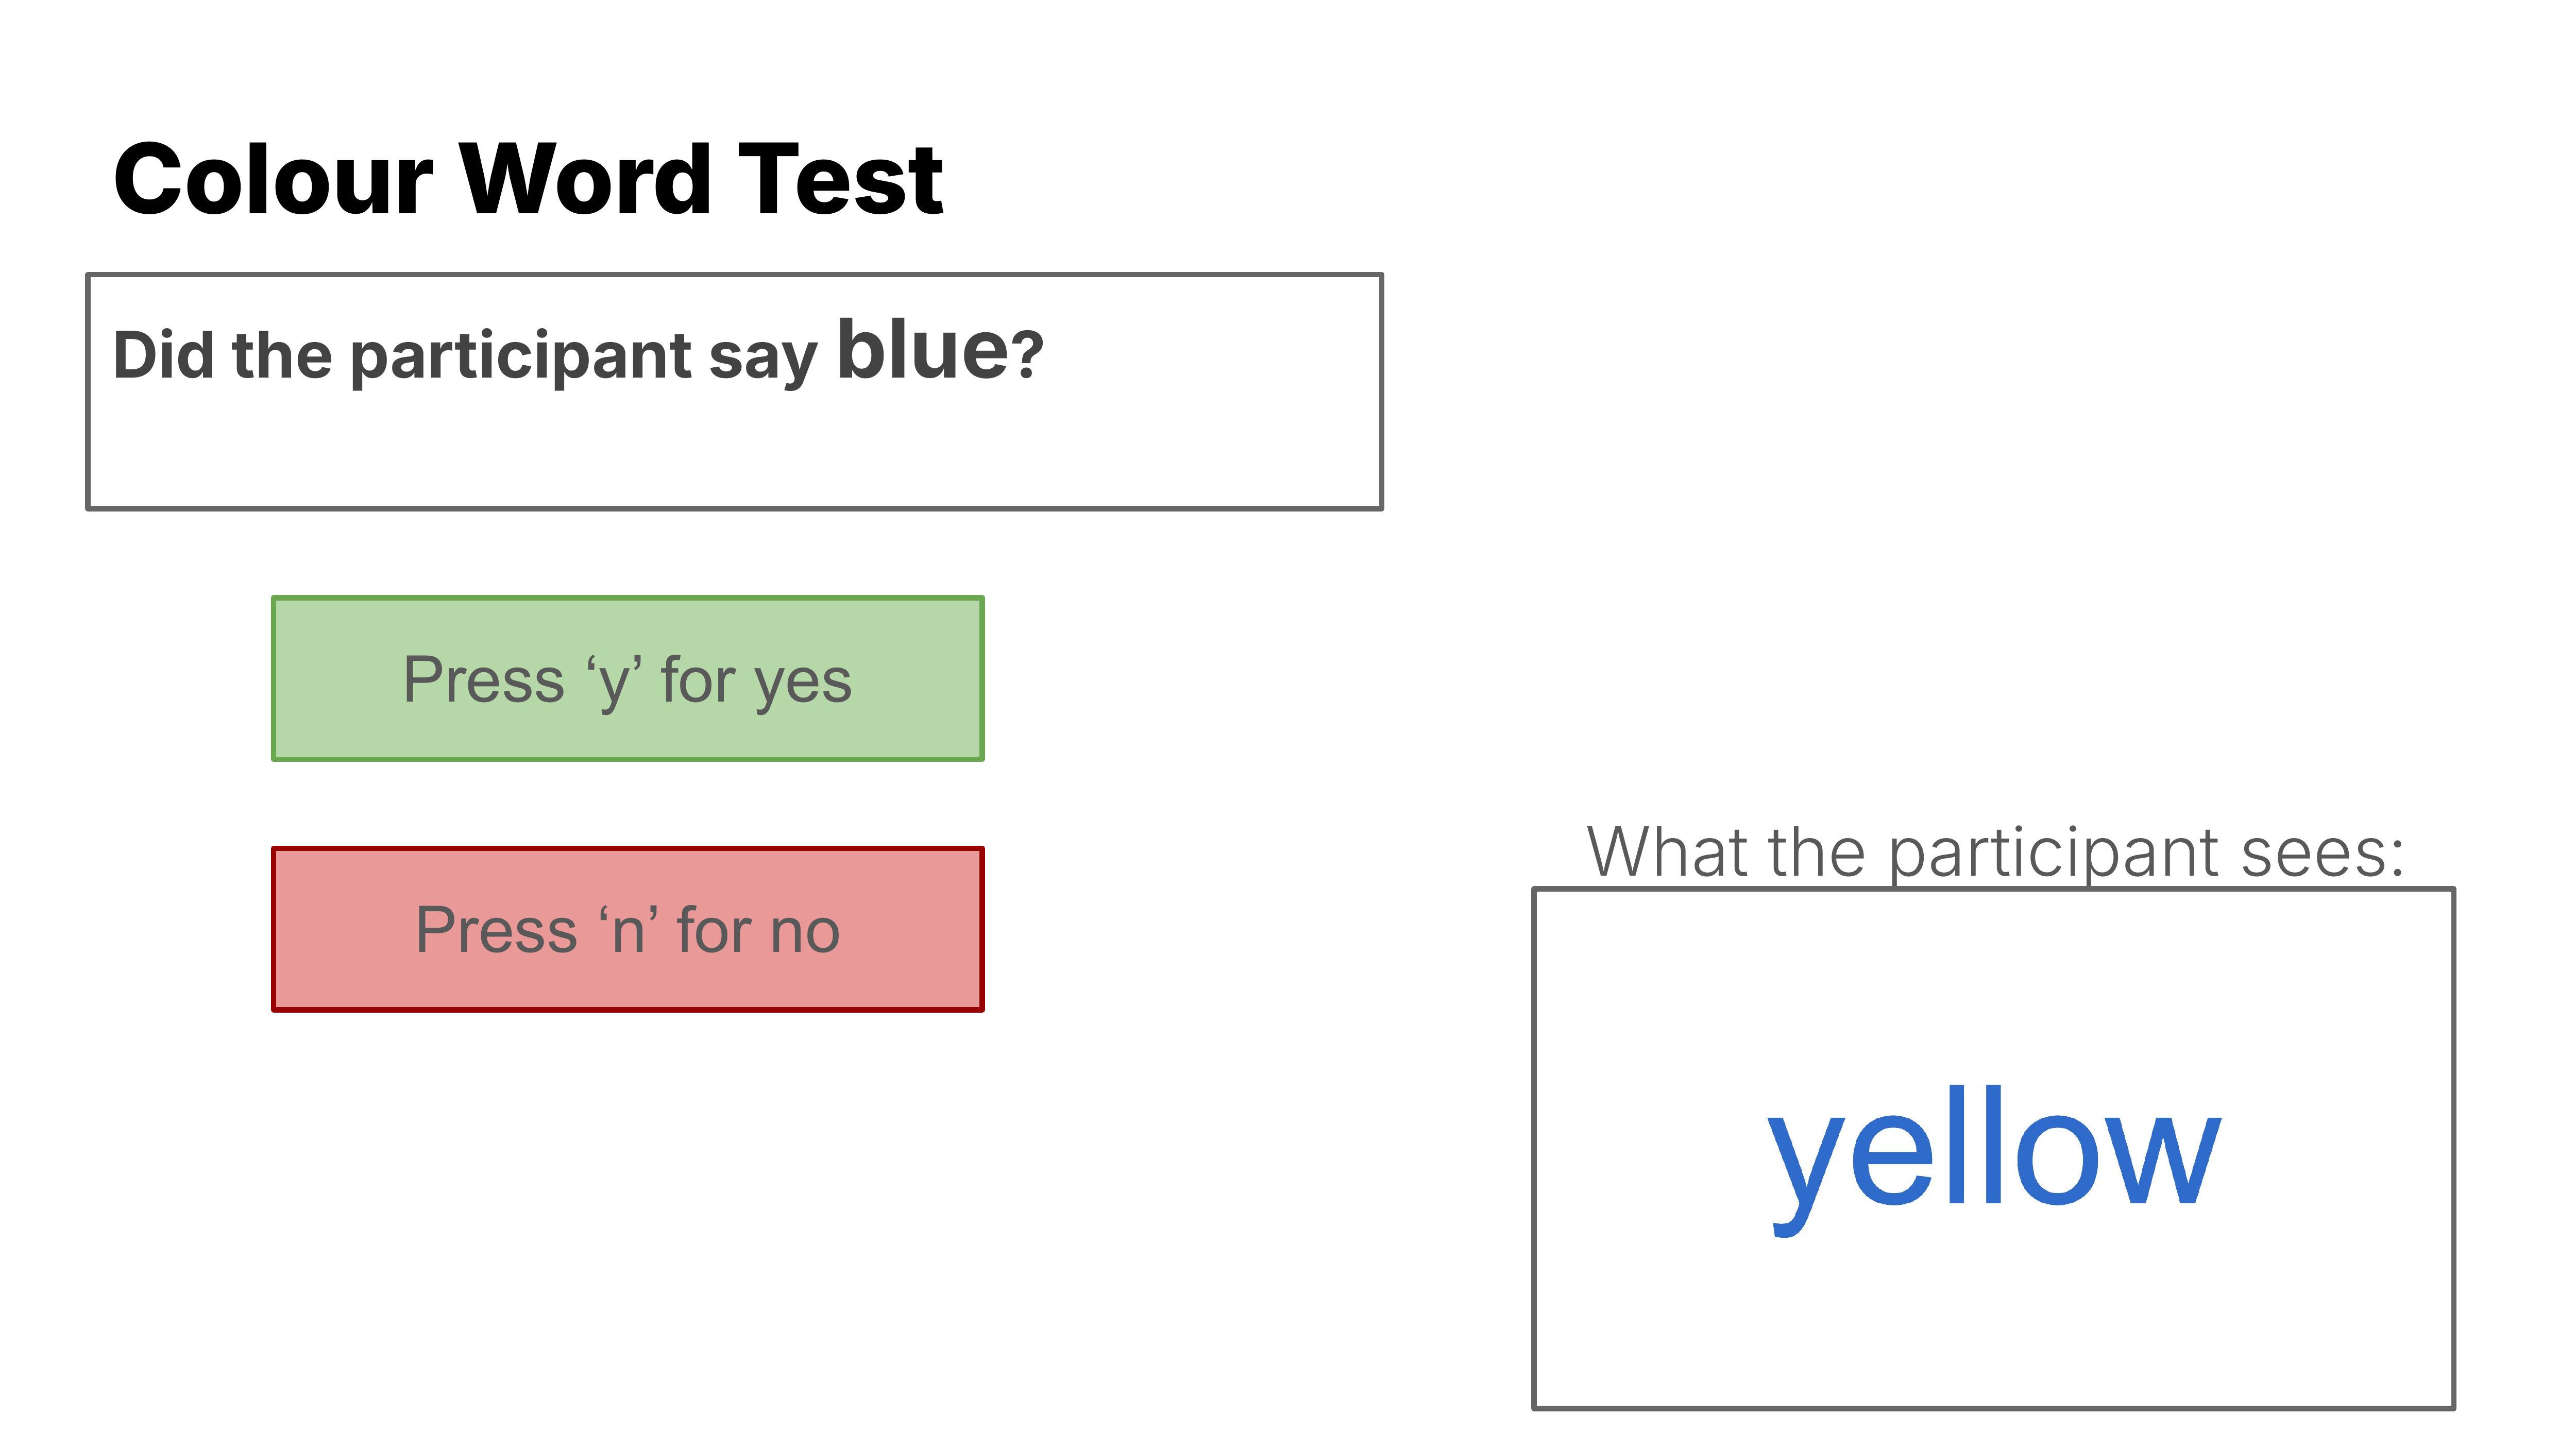 Colour Word Test
Did the participant say blue?
Press ‘y’ for yes
Press ‘n’ for no
What the participant sees:
yellow